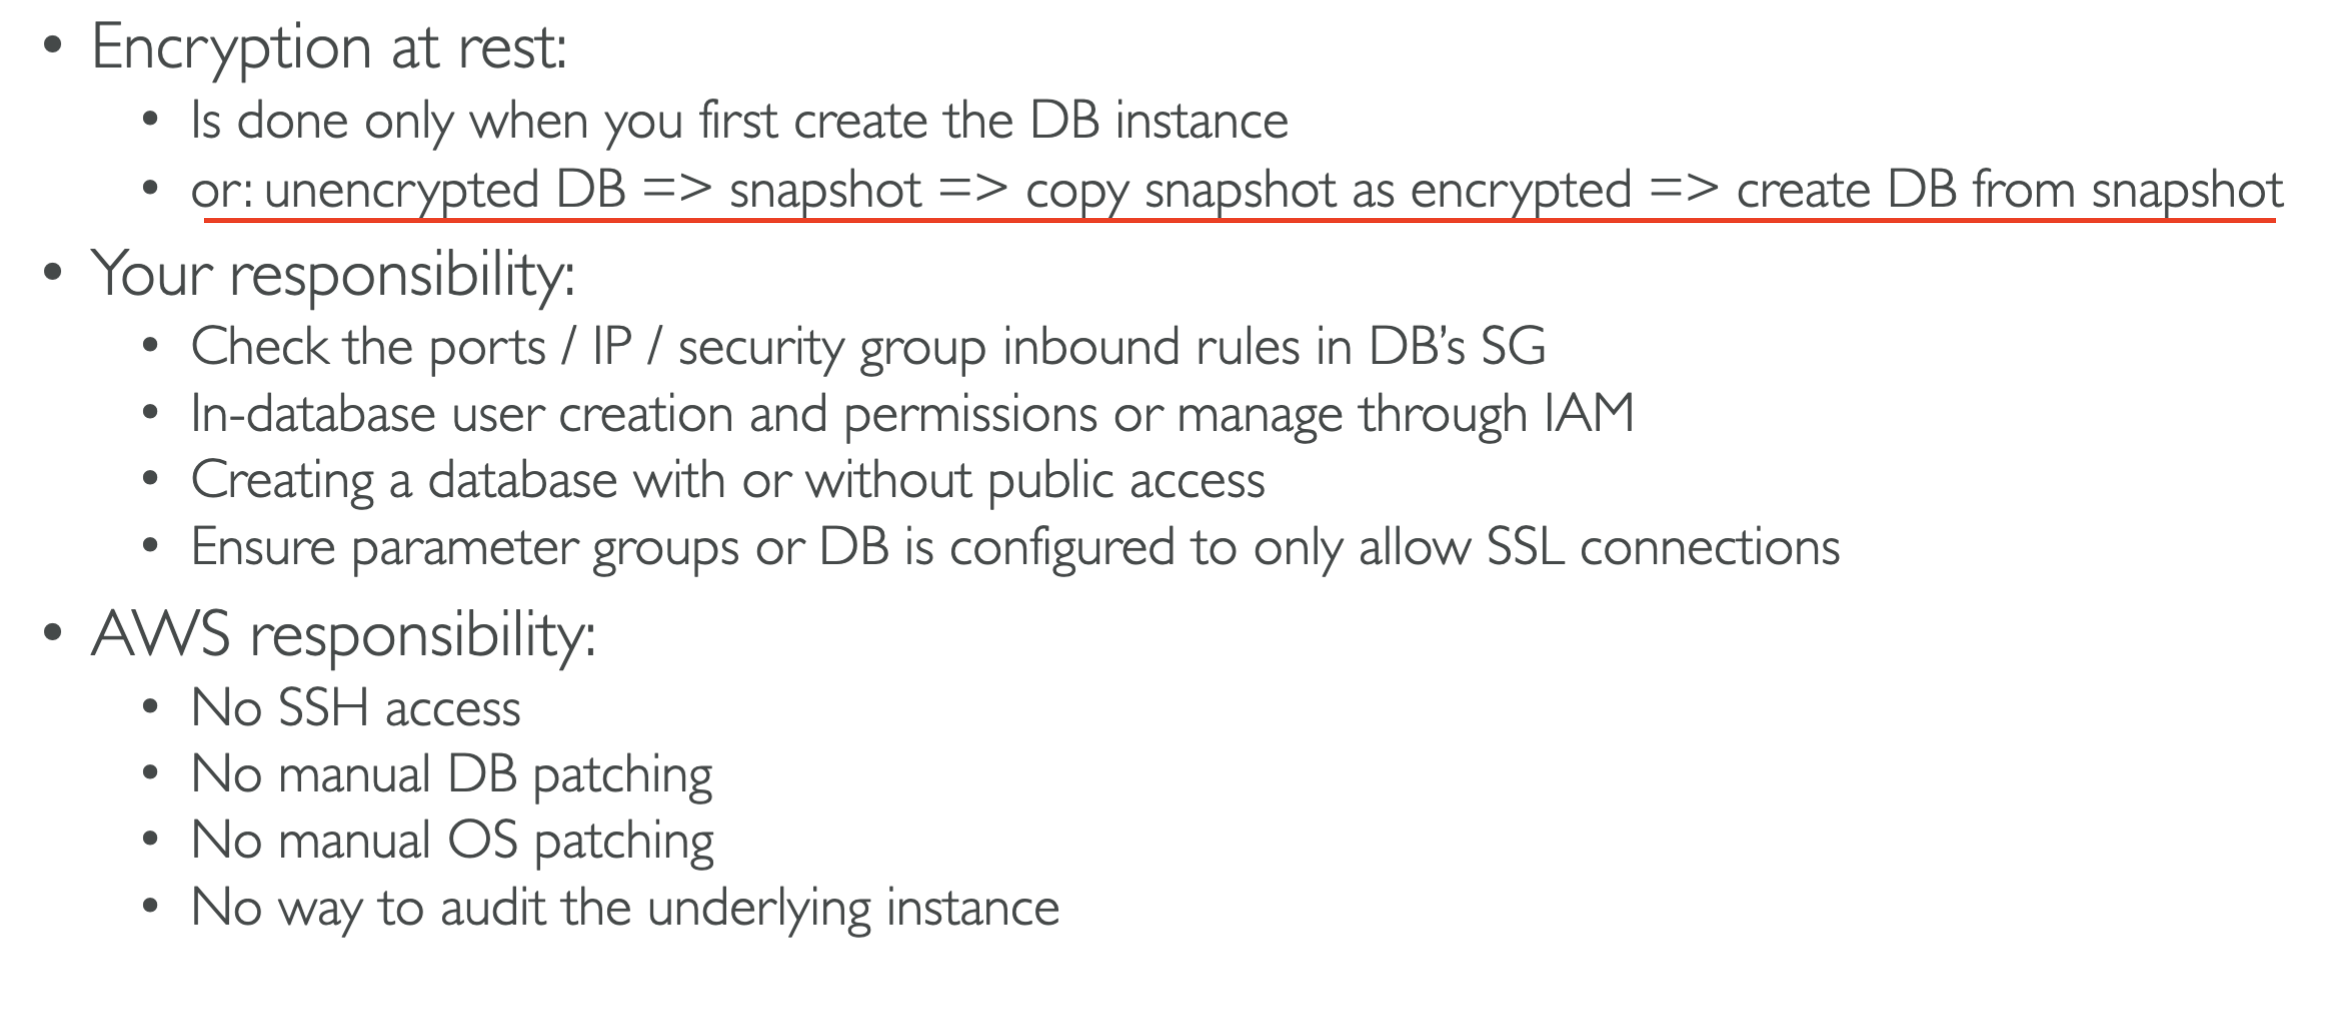 • Encryption at rest:
• Is done only when you first create the DB instance
• or: unencrypted DB => snapshot => copy snapshot as encrypted => create DB from snapshot
• Your responsibility:
• Check the ports / IP / security group inbound rules in DB’s SG
• In-database user creation and permissions or manage through IAM
• Creating a database with or without public access
• Ensure parameter groups or DB is configured to only allow SSL connections
• AWS responsibility:
• No SSH access
• No manual DB patching
• No manual OS patching
• No way to audit the underlying instance